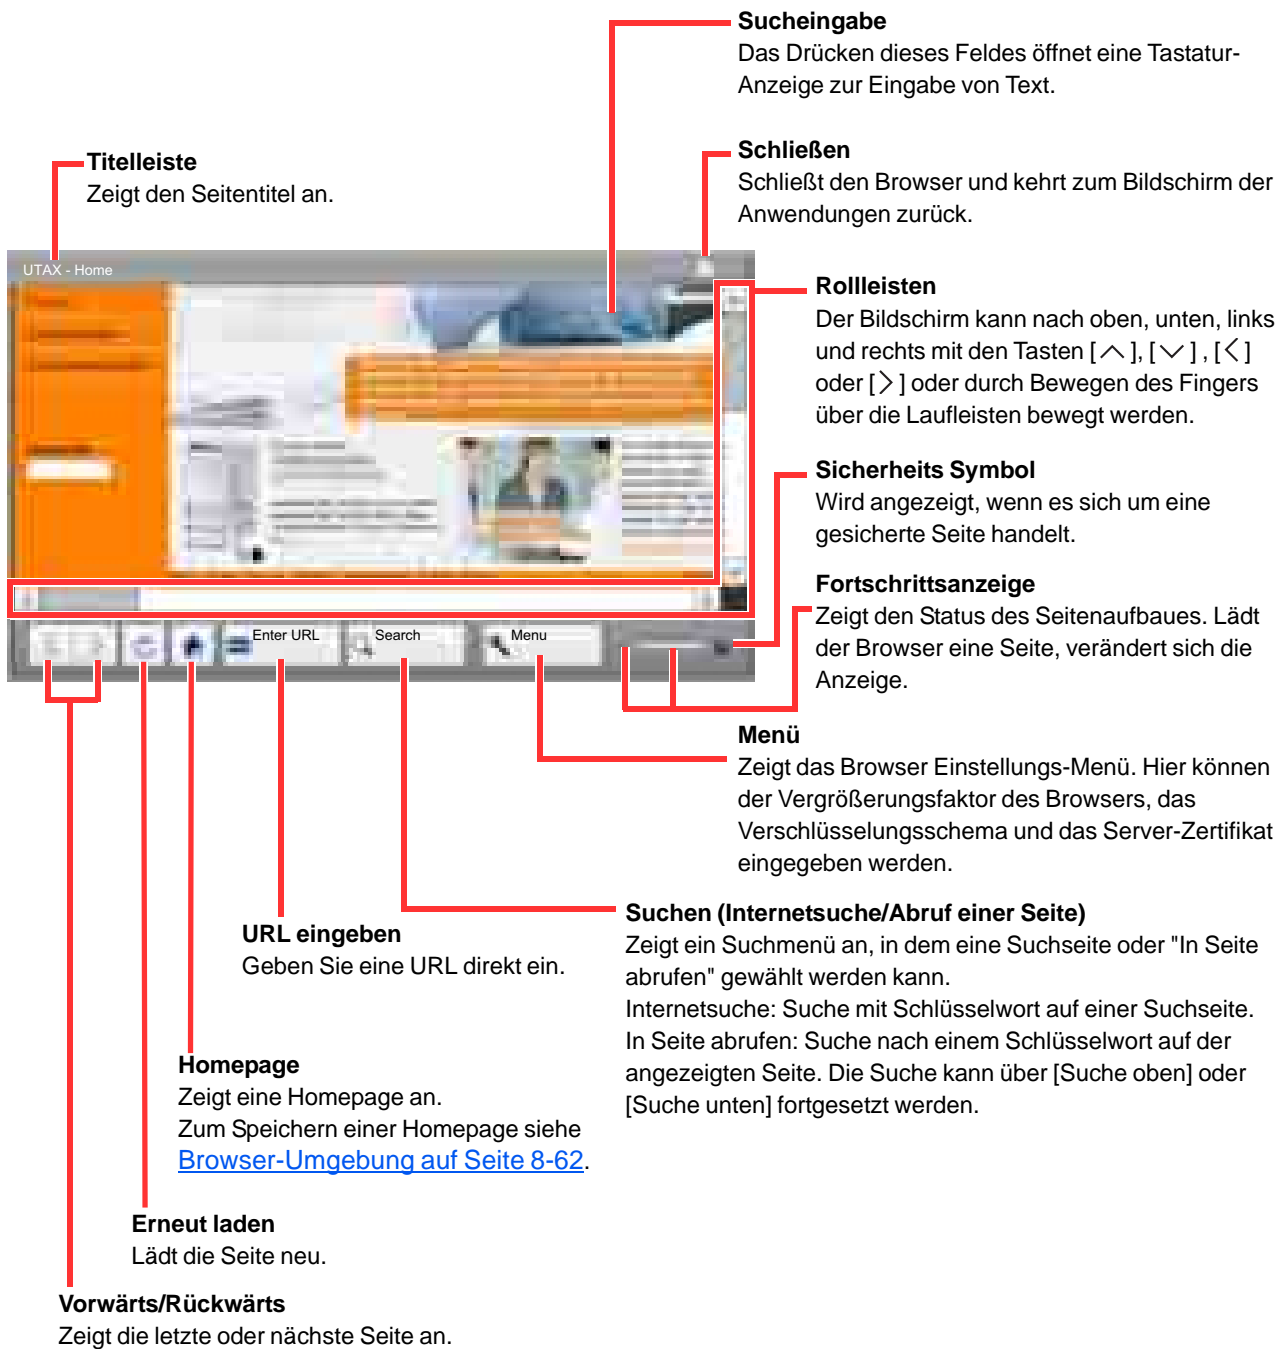 Sucheingabe
Das Drücken dieses Feldes öffnet eine Tastatur-
Anzeige zur Eingabe von Text.
Titelleiste
Zeigt den Seitentitel an.
Schließen
Schließt den Browser und kehrt zum Bildschirm der
Anwendungen zurück.
UTAX - Home
Rollleisten
Der Bildschirm kann nach oben, unten, links
und rechts mit den Tasten [ ︿ ], [ ﹀ ] , [〈 ]
oder [ 〉] oder durch Bewegen des Fingers
über die Laufleisten bewegt werden.
Sicherheits Symbol
Wird angezeigt, wenn es sich um eine
gesicherte Seite handelt.
Fortschrittsanzeige
Zeigt den Status des Seitenaufbaues. Lädt
der Browser eine Seite, verändert sich die
Anzeige.
Enter URL
Search
Menu
Menü
Zeigt das Browser Einstellungs-Menü. Hier können
der Vergrößerungsfaktor des Browsers, das
Verschlüsselungsschema und das Server-Zertifikat
eingegeben werden.
Suchen (Internetsuche/Abruf einer Seite)
Zeigt ein Suchmenü an, in dem eine Suchseite oder "In Seite
abrufen" gewählt werden kann.
Internetsuche: Suche mit Schlüsselwort auf einer Suchseite.
In Seite abrufen: Suche nach einem Schlüsselwort auf der
angezeigten Seite. Die Suche kann über [Suche oben] oder
[Suche unten] fortgesetzt werden.
URL eingeben
Geben Sie eine URL direkt ein.
Homepage
Zeigt eine Homepage an.
Zum Speichern einer Homepage siehe
Browser-Umgebung auf Seite 8-62.
Erneut laden
Lädt die Seite neu.
Vorwärts/Rückwärts
Zeigt die letzte oder nächste Seite an.